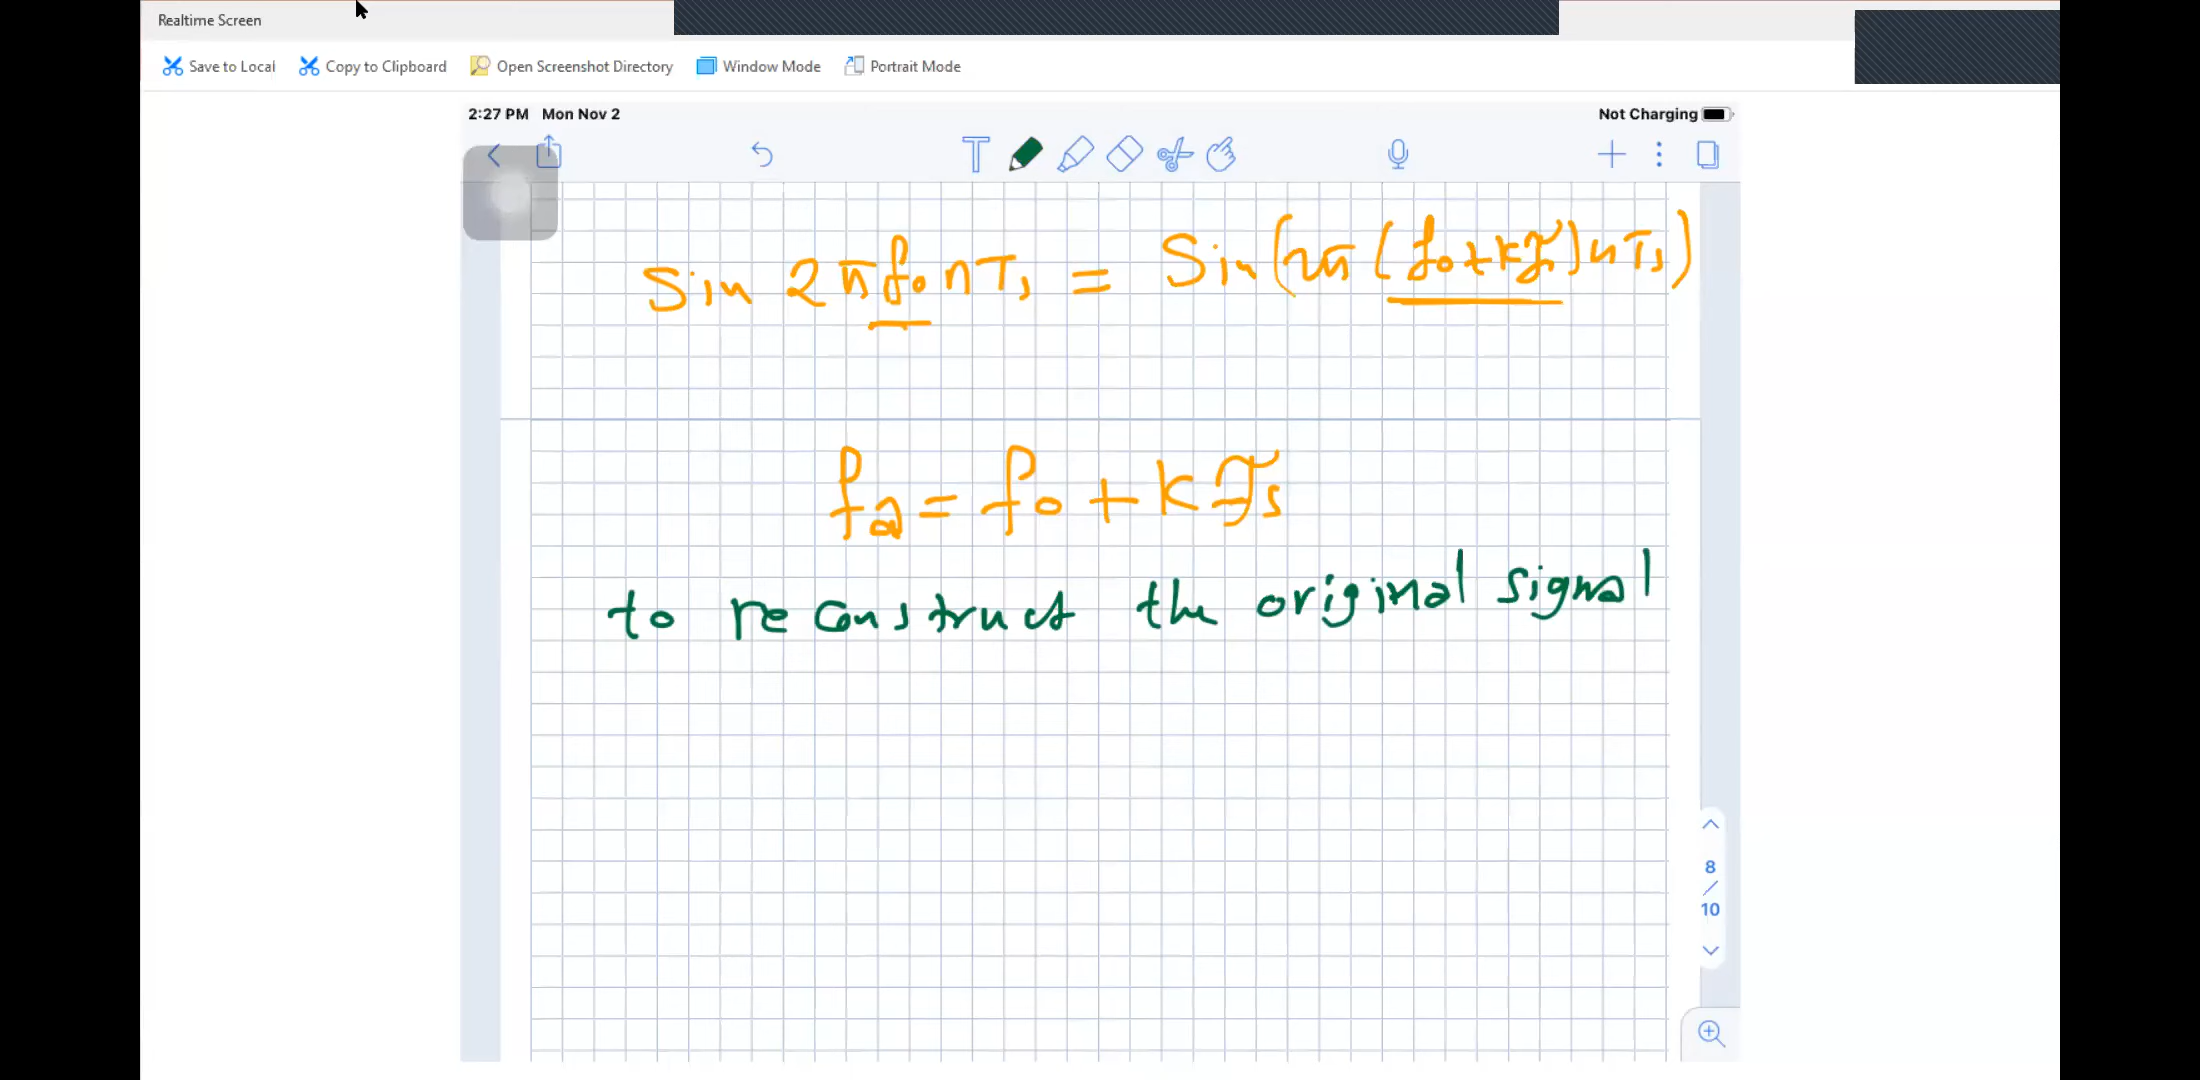 Realtime Screen
Save to Local Copy to Clipboard Open Screenshot Directory Window Mode Portrait Mode
2:27 PM Mon Nov 2 Not Charging
T
Sin 2πf₀nTₛ = Sin(2π(f₀+kfₛ)nTₛ)
fₐ = f₀ + kfₛ
to reconstruct the original signal
8
/
10